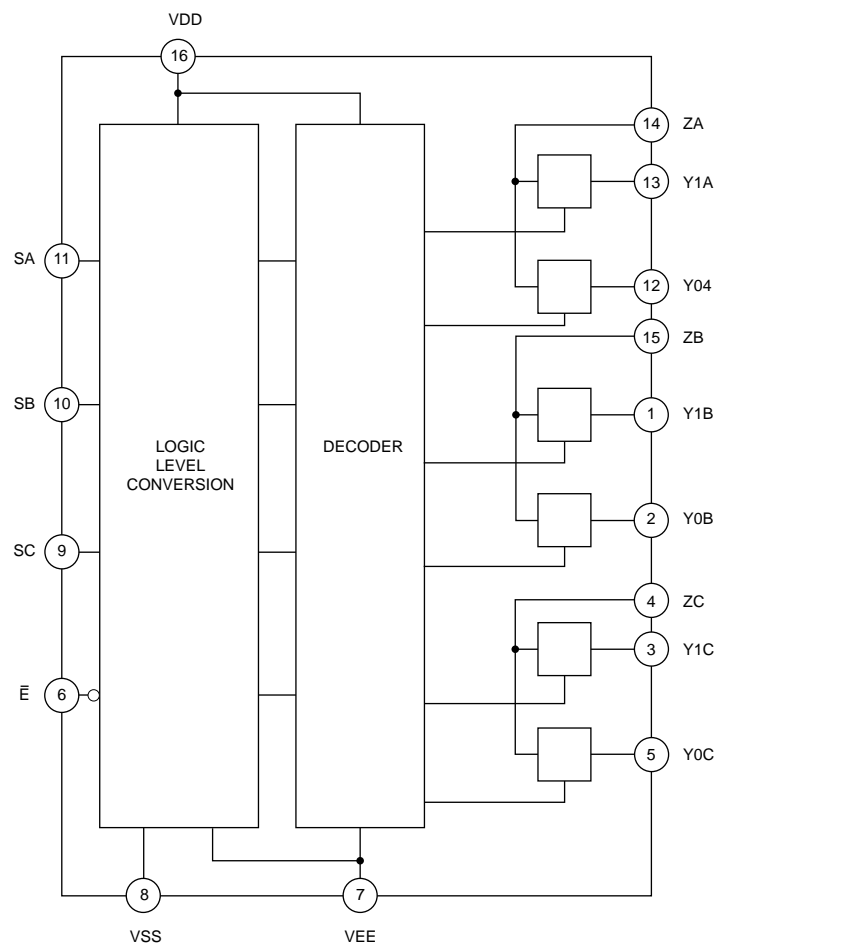 VDD
16
14 ZA
13 Y1A
SA 11
12 Y04
15 ZB
SB 10
1 Y1B
LOGIC
LEVEL
CONVERSION
DECODER
2 Y0B
SC 9
4 ZC
3 Y1C
E̅ 6
5 Y0C
8
7
VSS
VEE